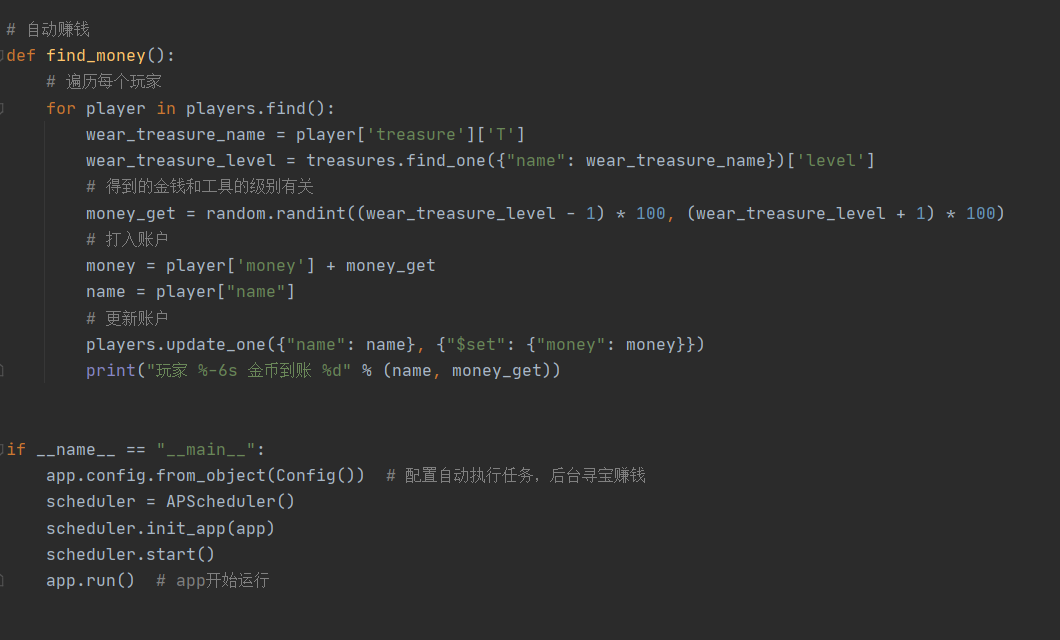 # 自动赚钱
def find_money():
    # 遍历每个玩家
    for player in players.find():
        wear_treasure_name = player['treasure']['T']
        wear_treasure_level = treasures.find_one({"name": wear_treasure_name})['level']
        # 得到的金钱和工具的级别有关
        money_get = random.randint((wear_treasure_level - 1) * 100, (wear_treasure_level + 1) * 100)
        # 打入账户
        money = player['money'] + money_get
        name = player["name"]
        # 更新账户
        players.update_one({"name": name}, {"$set": {"money": money}})
        print("玩家 %-6s 金币到账 %d" % (name, money_get))
if __name__ == "__main__":
    app.config.from_object(Config())  # 配置自动执行任务，后台寻宝赚钱
    scheduler = APScheduler()
    scheduler.init_app(app)
    scheduler.start()
    app.run()  # app开始运行